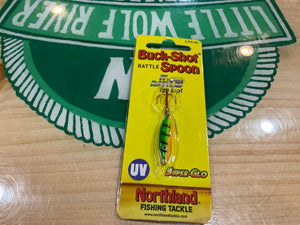 LITTLE WOLF RIVER
N
Buck-Shot
RATTLE Spoon
UV
SUPER-GLO
Northland
FISHING TACKLE
www.northlandtackle.com